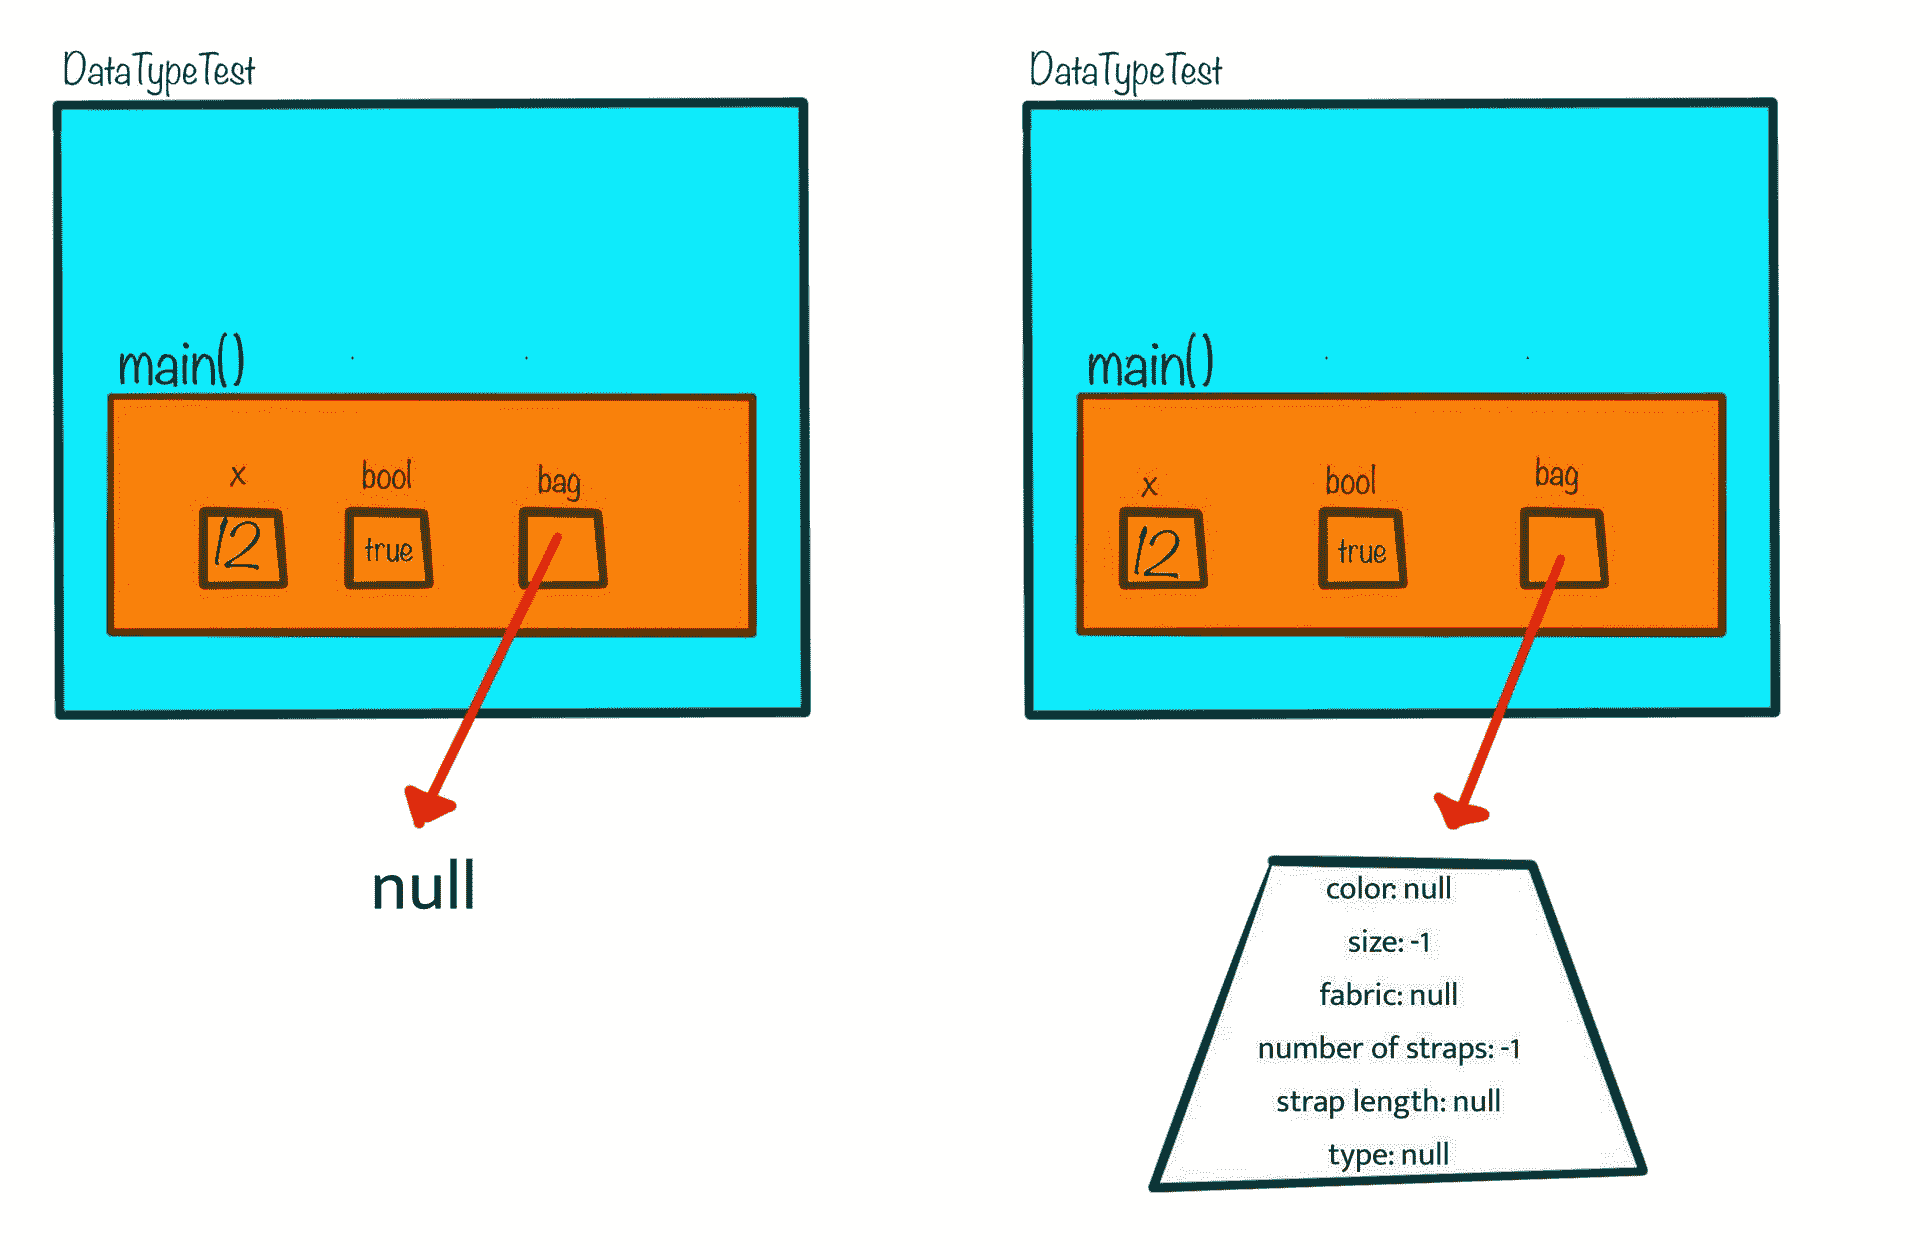 DataTypeTest
main()
x
bool
bag
12
true
null
DataTypeTest
main()
x
bool
bag
12
true
color: null
size: -1
fabric: null
number of straps: -1
strap length: null
type: null